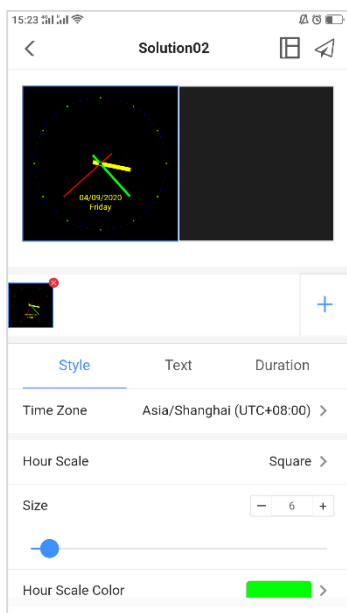 15:23
Solution02
04/09/2020
Friday
Style Text Duration
Time Zone Asia/Shanghai (UTC+08:00)
Hour Scale Square
Size 6
Hour Scale Color